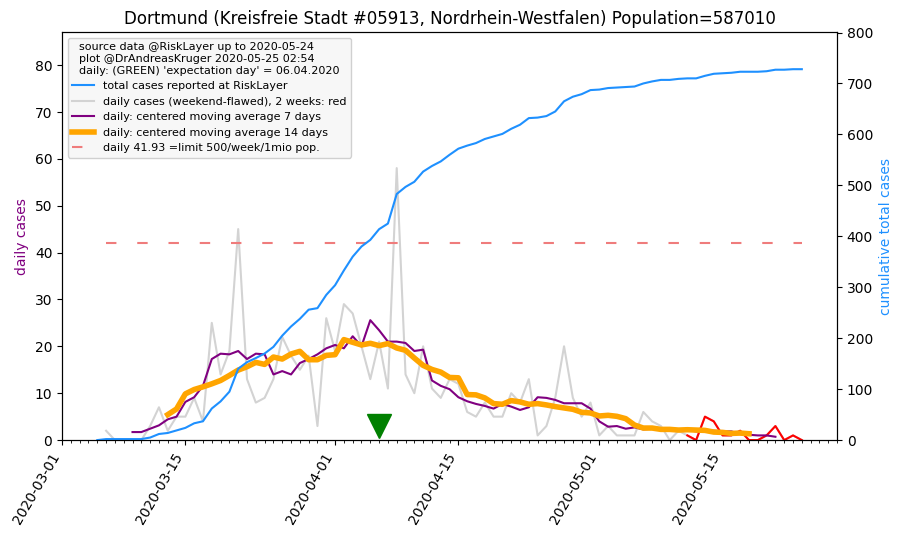 Dortmund (Kreisfreie Stadt #05913, Nordrhein-Westfalen) Population=587010
source data @RiskLayer up to 2020-05-24
plot @DrAndreasKruger 2020-05-25 02:54
daily: (GREEN) 'expectation day' = 06.04.2020
total cases reported at RiskLayer
daily cases (weekend-flawed), 2 weeks: red
daily: centered moving average 7 days
daily: centered moving average 14 days
daily 41.93 =limit 500/week/1mio pop.
daily cases
80
70
60
50
40
30
20
10
0
800
700
600
500
400
300
200
100
0
cumulative total cases
2020-03-01
2020-03-15
2020-04-01
2020-04-15
2020-05-01
2020-05-15